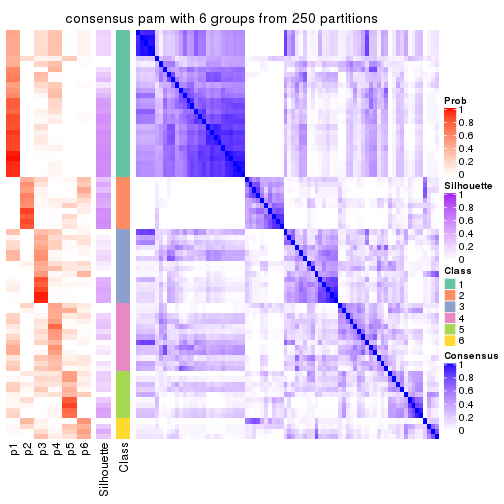 consensus pam with 6 groups from 250 partitions
Prob
1
0.8
0.6
0.4
0.2
0
Silhouette
1
0.8
0.6
0.4
0.2
0
Class
1
2
3
4
5
6
Consensus
1
0.8
0.6
0.4
0.2
0
p1
p2
p3
p4
p5
p6
Silhouette
Class